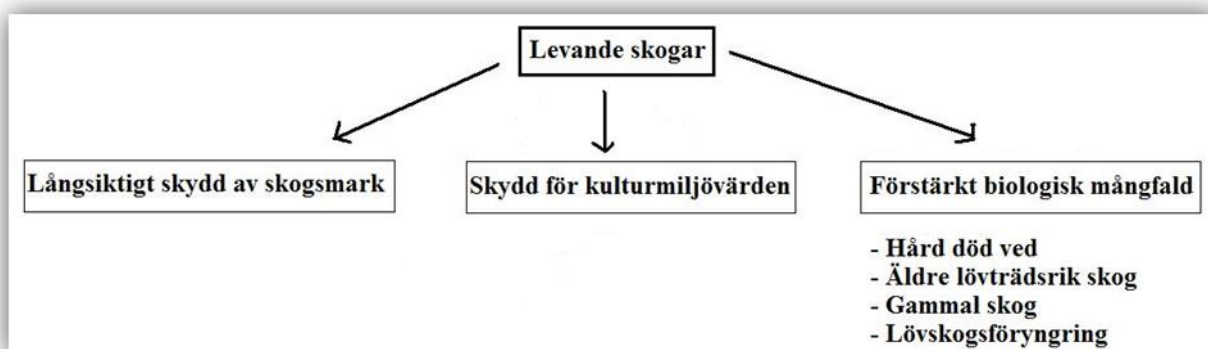 Levande skogar
Långsiktigt skydd av skogsmark
Skydd för kulturmiljövärden
Förstärkt biologisk mångfald
- Hård död ved
- Äldre lövträdsrik skog
- Gammal skog
- Lövskogsföryngring